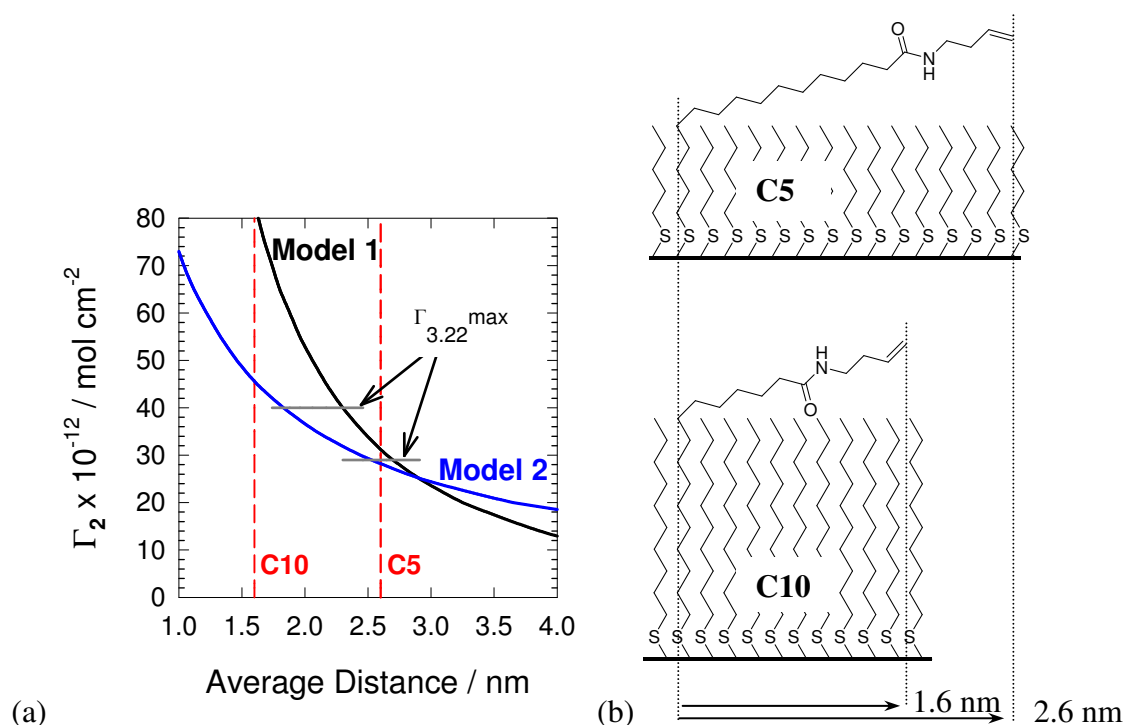 (a)
Γ₂ x 10⁻¹² / mol cm⁻²
80
70
60
50
40
30
20
10
0
1.0 1.5 2.0 2.5 3.0 3.5 4.0
Average Distance / nm
Model 1
Γ₃.₂₂max
Model 2
C10
C5
(b)
O
N
H
C5
S S S S S S S S S S S S S S S S
H
N
O
C10
S S S S S S S S S S S S
1.6 nm
2.6 nm